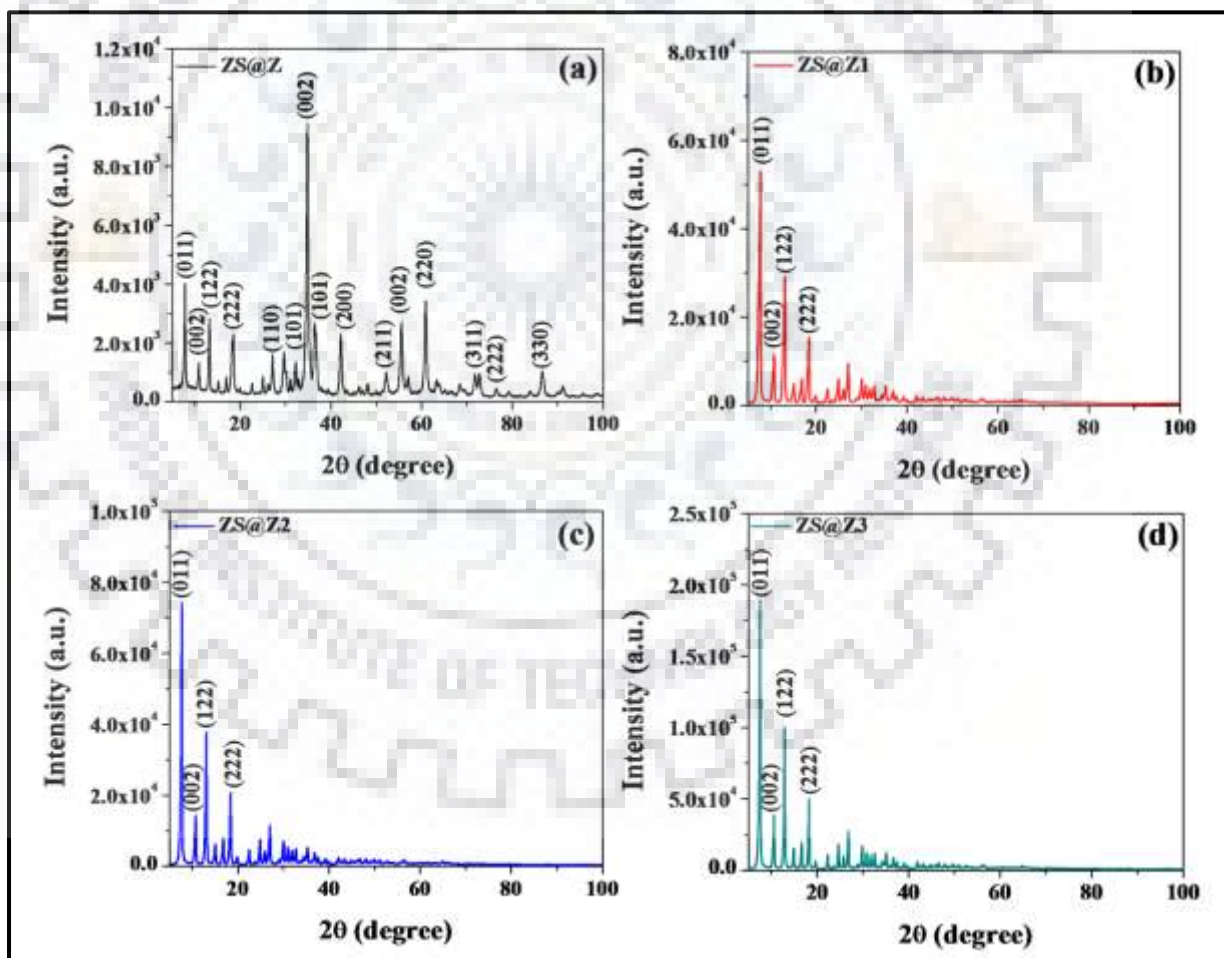 ZS@Z
(a)
1.2x10⁴
1.0x10⁴
8.0x10³
6.0x10³
4.0x10³
2.0x10³
0.0
Intensity (a.u.)
(011)
(002)
(122)
(222)
(110)
(101)
(002)
(101)
(200)
(211)
(002)
(220)
(311)
(222)
(330)
20 40 60 80 100
2θ (degree)
ZS@Z1
(b)
8.0x10⁴
6.0x10⁴
4.0x10⁴
2.0x10⁴
0.0
Intensity (a.u.)
(011)
(002)
(122)
(222)
20 40 60 80 100
2θ (degree)
ZS@Z2
(c)
1.0x10⁵
8.0x10⁴
6.0x10⁴
4.0x10⁴
2.0x10⁴
0.0
Intensity (a.u.)
(011)
(002)
(122)
(222)
20 40 60 80 100
2θ (degree)
ZS@Z3
(d)
2.5x10⁵
2.0x10⁵
1.5x10⁵
1.0x10⁵
5.0x10⁴
0.0
Intensity (a.u.)
(011)
(002)
(122)
(222)
20 40 60 80 100
2θ (degree)